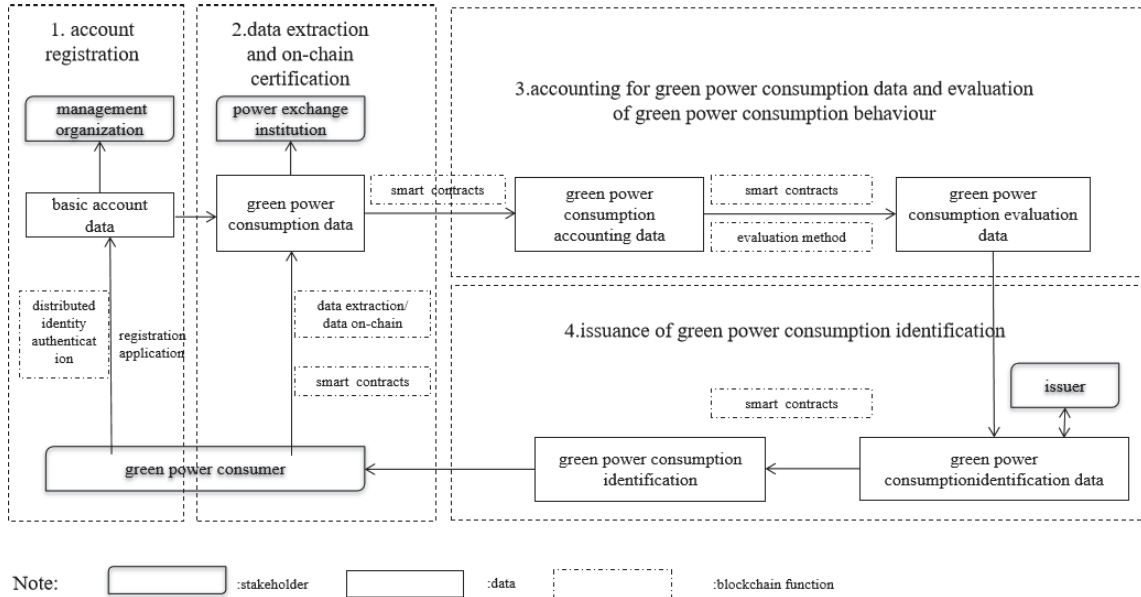 1. account
registration
management
organization
basic account
data
distributed
identity
authenticat
ion
registration
application
2.data extraction
and on-chain
certification
power exchange
institution
green power
consumption data
data extraction/
data on-chain
smart contracts
green power consumer
3.accounting for green power consumption data and evaluation
of green power consumption behaviour
smart contracts
green power
consumption
accounting data
smart contracts
evaluation method
green power
consumption evaluation
data
4.issuance of green power consumption identification
issuer
smart contracts
green power consumption
identification
green power
consumptionidentification data
Note:
:stakeholder
:data
:blockchain function